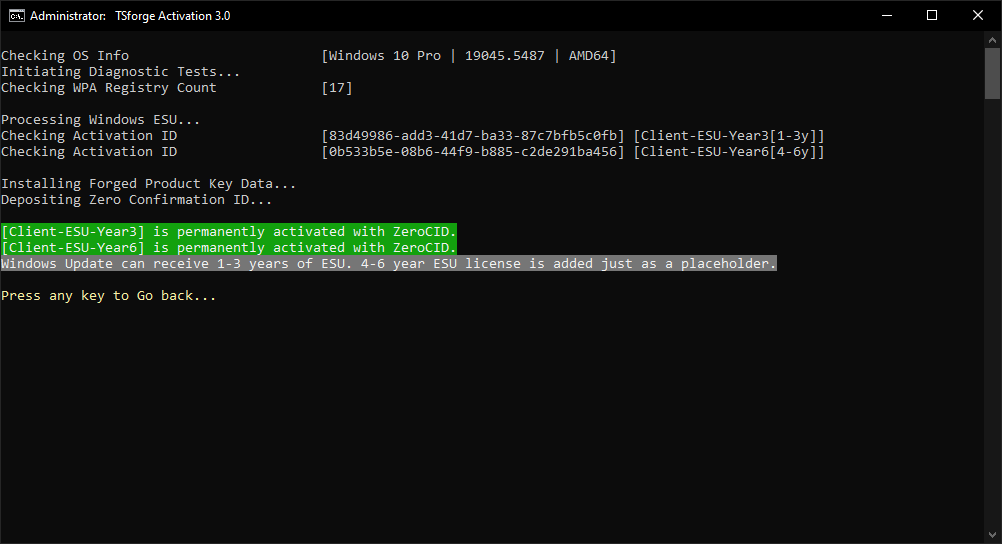 Administrator: TSforge Activation 3.0
Checking OS Info [Windows 10 Pro | 19045.5487 | AMD64]
Initiating Diagnostic Tests...
Checking WPA Registry Count [17]
Processing Windows ESU...
Checking Activation ID [83d49986-add3-41d7-ba33-87c7bfb5c0fb] [Client-ESU-Year3[1-3y]]
Checking Activation ID [0b533b5e-08b6-44f9-b885-c2de291ba456] [Client-ESU-Year6[4-6y]]
Installing Forged Product Key Data...
Depositing Zero Confirmation ID...
[Client-ESU-Year3] is permanently activated with ZeroCID.
[Client-ESU-Year6] is permanently activated with ZeroCID.
Windows Update can receive 1-3 years of ESU. 4-6 year ESU license is added just as a placeholder.
Press any key to Go back...